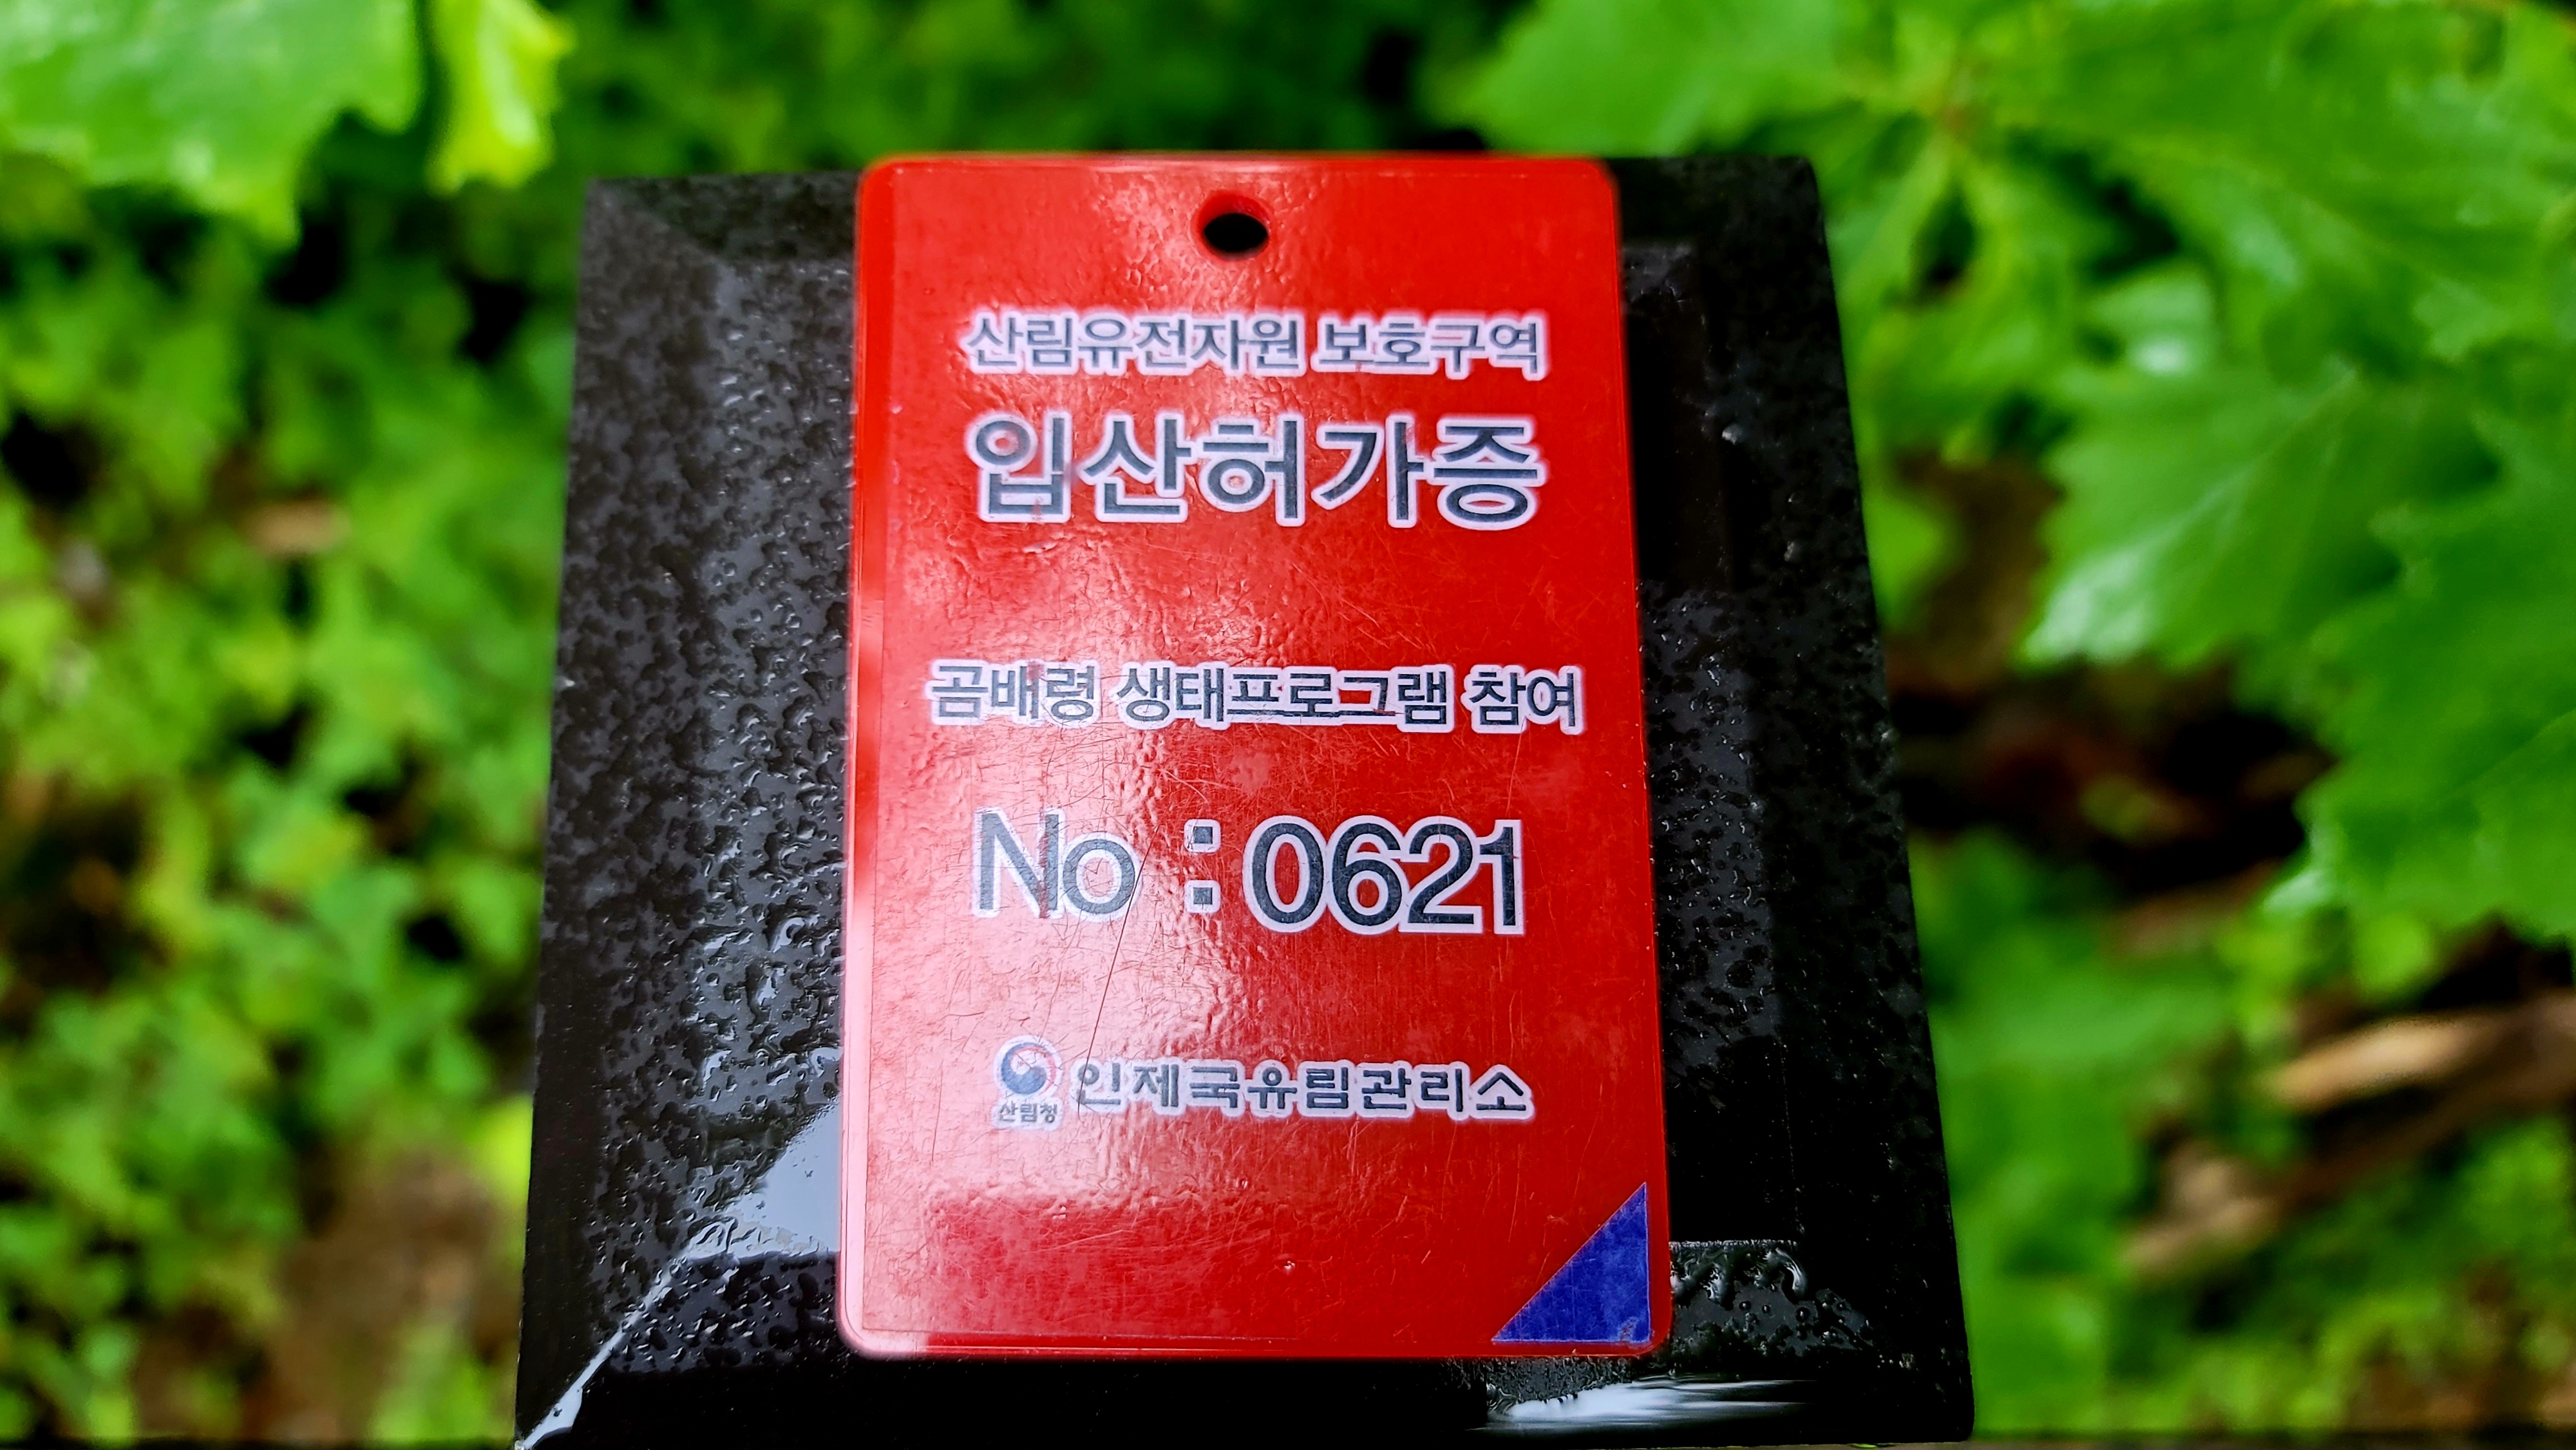 산림유전자원 보호구역
입산허가증
곰배령 생태프로그램 참여
No : 0621
산림청 인제국유림관리소